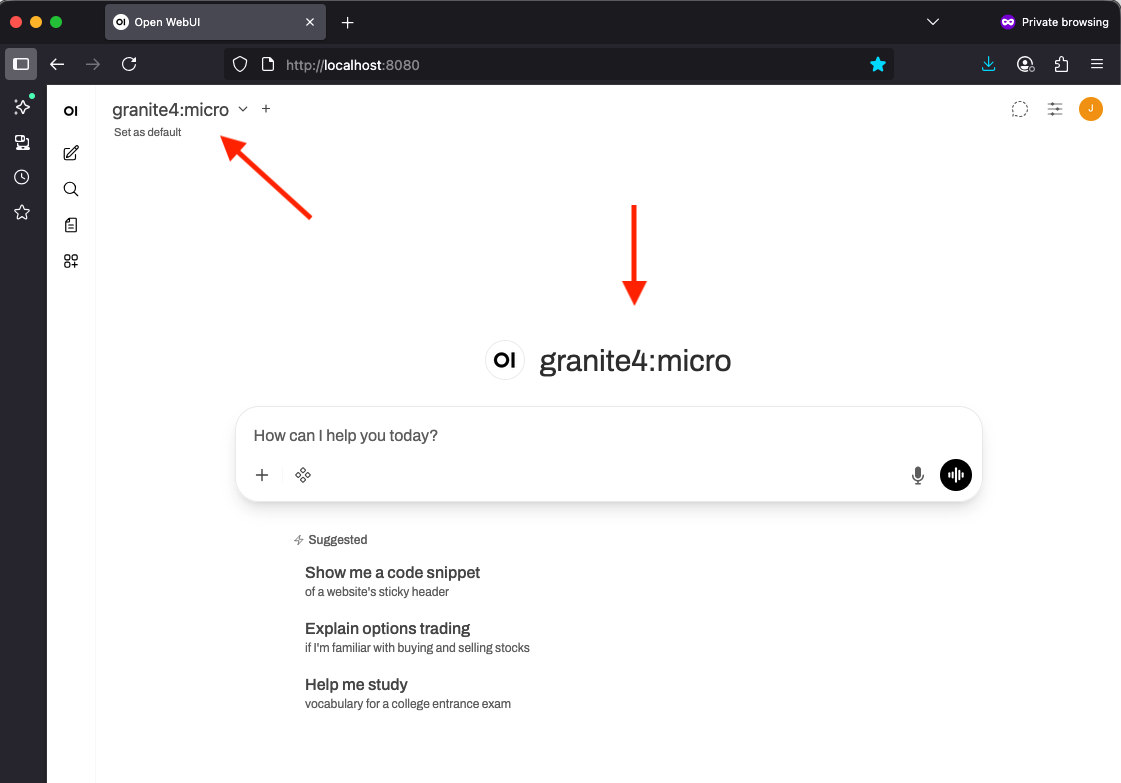 OI Open WebUI
Private browsing
http://localhost:8080
OI
granite4:micro
J
Set as default
OI granite4:micro
How can I help you today?
Suggested
Show me a code snippet
of a website's sticky header
Explain options trading
if I'm familiar with buying and selling stocks
Help me study
vocabulary for a college entrance exam